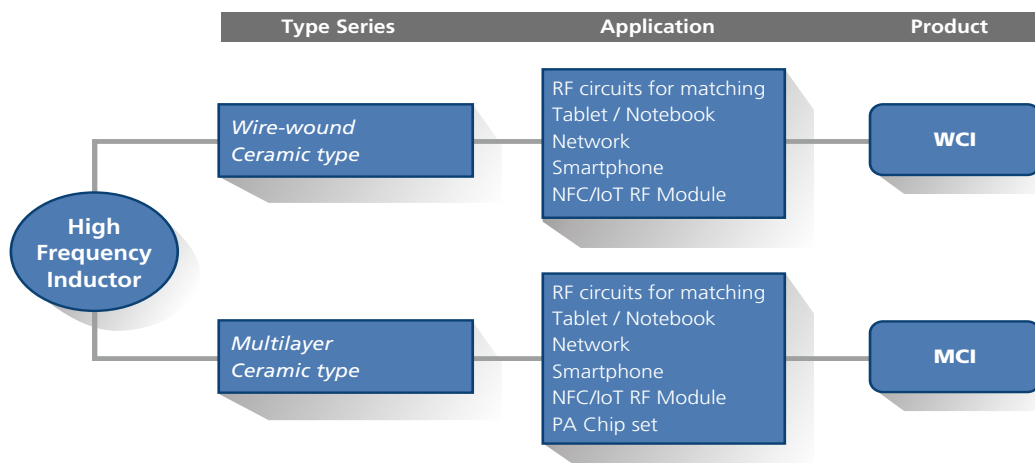 Type Series
Application
Product
High
Frequency
Inductor
Wire-wound
Ceramic type
RF circuits for matching
Tablet / Notebook
Network
Smartphone
NFC/IoT RF Module
WCI
Multilayer
Ceramic type
RF circuits for matching
Tablet / Notebook
Network
Smartphone
NFC/IoT RF Module
PA Chip set
MCI